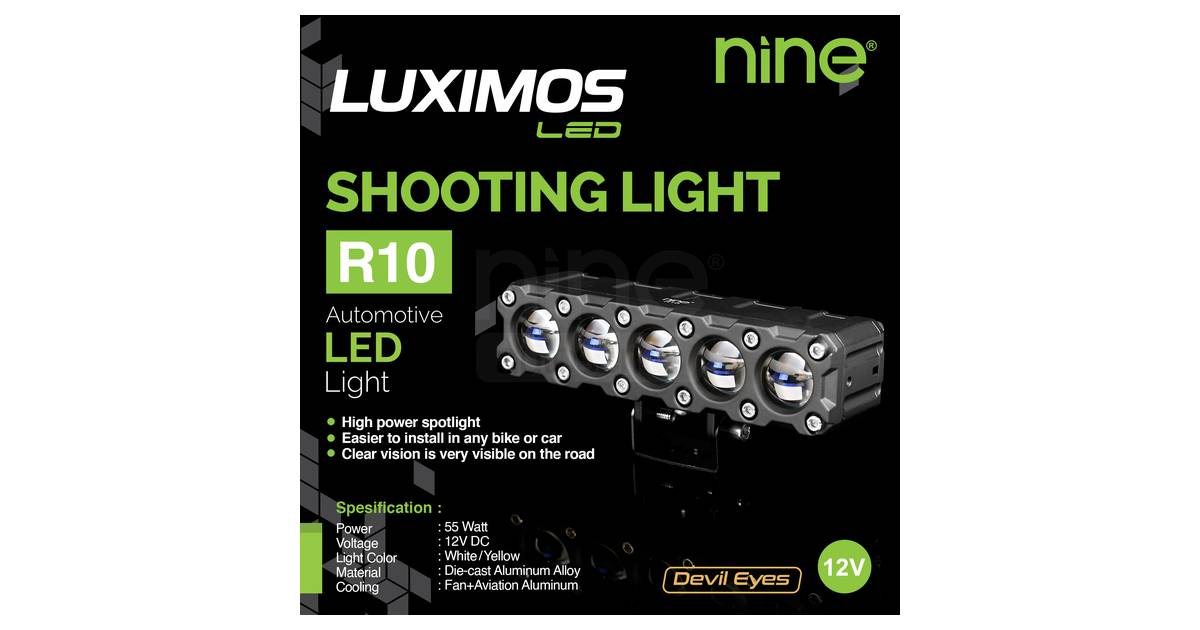 nine®
LUXIMOS
LED
SHOOTING LIGHT
R10
nine®
Automotive
LED
Light
nine
High power spotlight
Easier to install in any bike or car
Clear vision is very visible on the road
Spesification :
Power : 55 Watt
Voltage : 12V DC
Light Color : White/Yellow
Material : Die-cast Aluminum Alloy
Cooling : Fan+Aviation Aluminum
Devil Eyes
12V